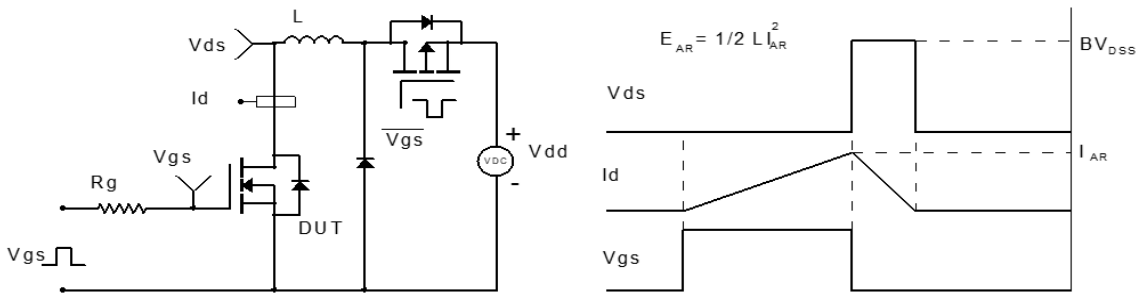 L
Vds
Id
Vgs
Rg
Vgs
DUT
Vgs
VDC
+
Vdd
-
E_AR = 1/2 LI²_AR
BV_DSS
Vds
I_AR
Id
Vgs